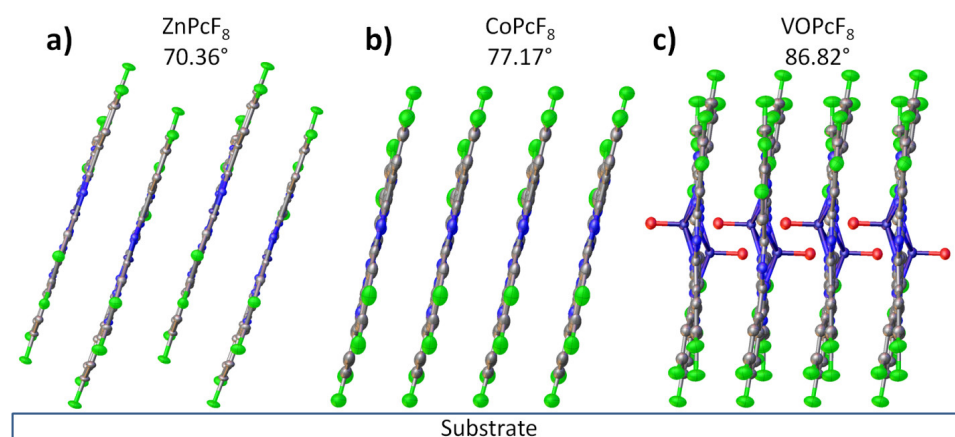 a)
ZnPcF₈
70.36°
b)
CoPcF₈
77.17°
c)
VOPcF₈
86.82°
Substrate